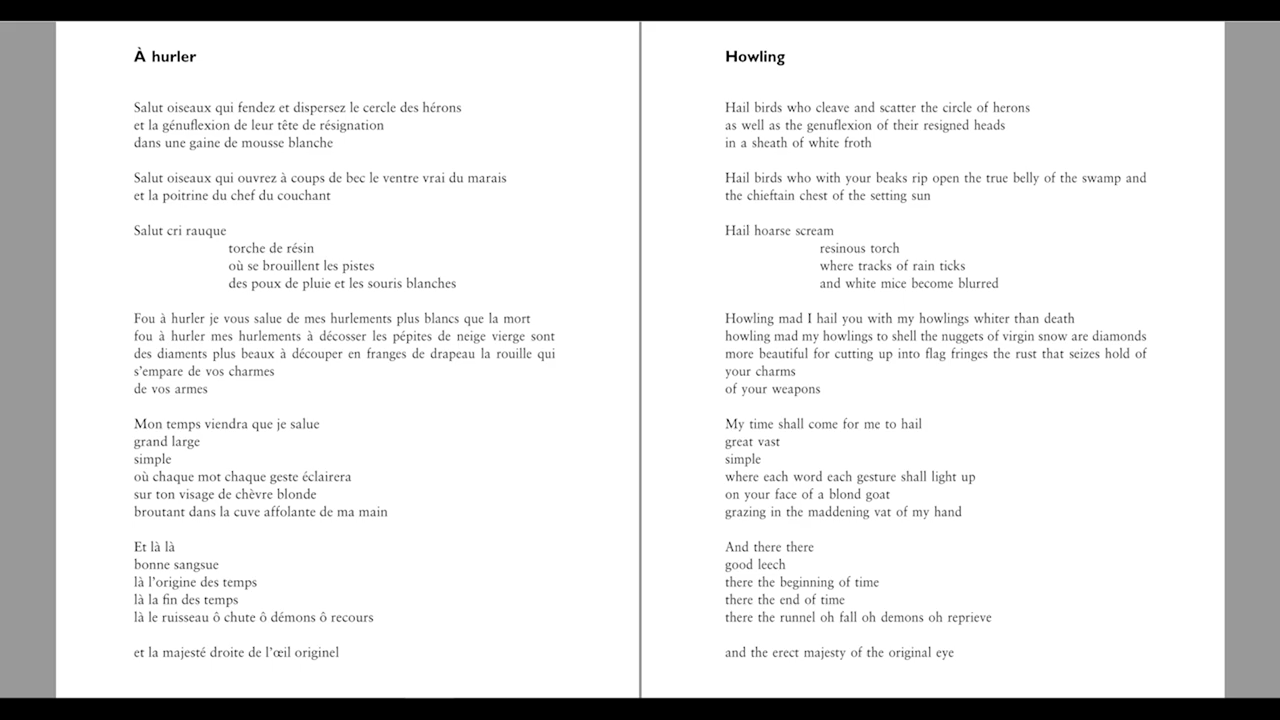 À hurler
Salut oiseaux qui fendez et dispersez le cercle des hérons
et la génuflexion de leur tête de résignation
dans une gaine de mousse blanche
Salut oiseaux qui ouvrez à coups de bec le ventre vrai du marais
et la poitrine du chef du couchant
Salut cri rauque
torche de résin
où se brouillent les pistes
des poux de pluie et les souris blanches
Fou à hurler je vous salue de mes hurlements plus blancs que la mort
fou à hurler mes hurlements à décosser les pépites de neige vierge sont
des diaments plus beaux à découper en franges de drapeau la rouille qui
s'empare de vos charmes
de vos armes
Mon temps viendra que je salue
grand large
simple
où chaque mot chaque geste éclairera
sur ton visage de chèvre blonde
broutant dans la cuve affolante de ma main
Et là là
bonne sangsue
là l'origine des temps
là la fin des temps
là le ruisseau ô chute ô démons ô recours
et la majesté droite de l'œil originel
Howling
Hail birds who cleave and scatter the circle of herons
as well as the genuflexion of their resigned heads
in a sheath of white froth
Hail birds who with your beaks rip open the true belly of the swamp and
the chieftain chest of the setting sun
Hail hoarse scream
resinous torch
where tracks of rain ticks
and white mice become blurred
Howling mad I hail you with my howlings whiter than death
howling mad my howlings to shell the nuggets of virgin snow are diamonds
more beautiful for cutting up into flag fringes the rust that seizes hold of
your charms
of your weapons
My time shall come for me to hail
great vast
simple
where each word each gesture shall light up
on your face of a blond goat
grazing in the maddening vat of my hand
And there there
good leech
there the beginning of time
there the end of time
there the runnel oh fall oh demons oh reprieve
and the erect majesty of the original eye